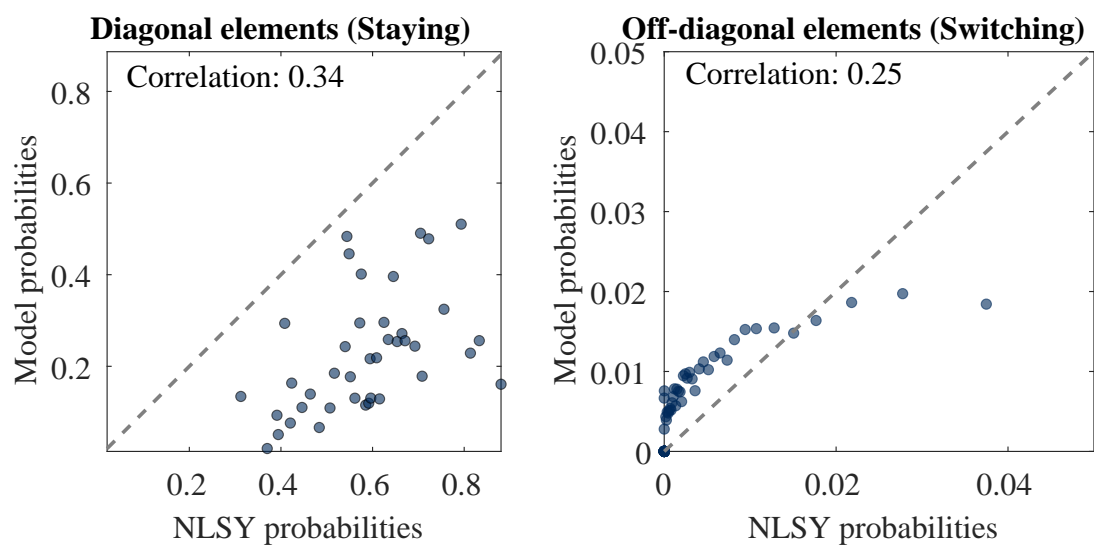 Diagonal elements (Staying)
Correlation: 0.34
0.8
0.6
0.4
0.2
Model probabilities
0.2 0.4 0.6 0.8
NLSY probabilities
Off-diagonal elements (Switching)
Correlation: 0.25
0.05
0.04
0.03
0.02
0.01
0
Model probabilities
0 0.02 0.04
NLSY probabilities